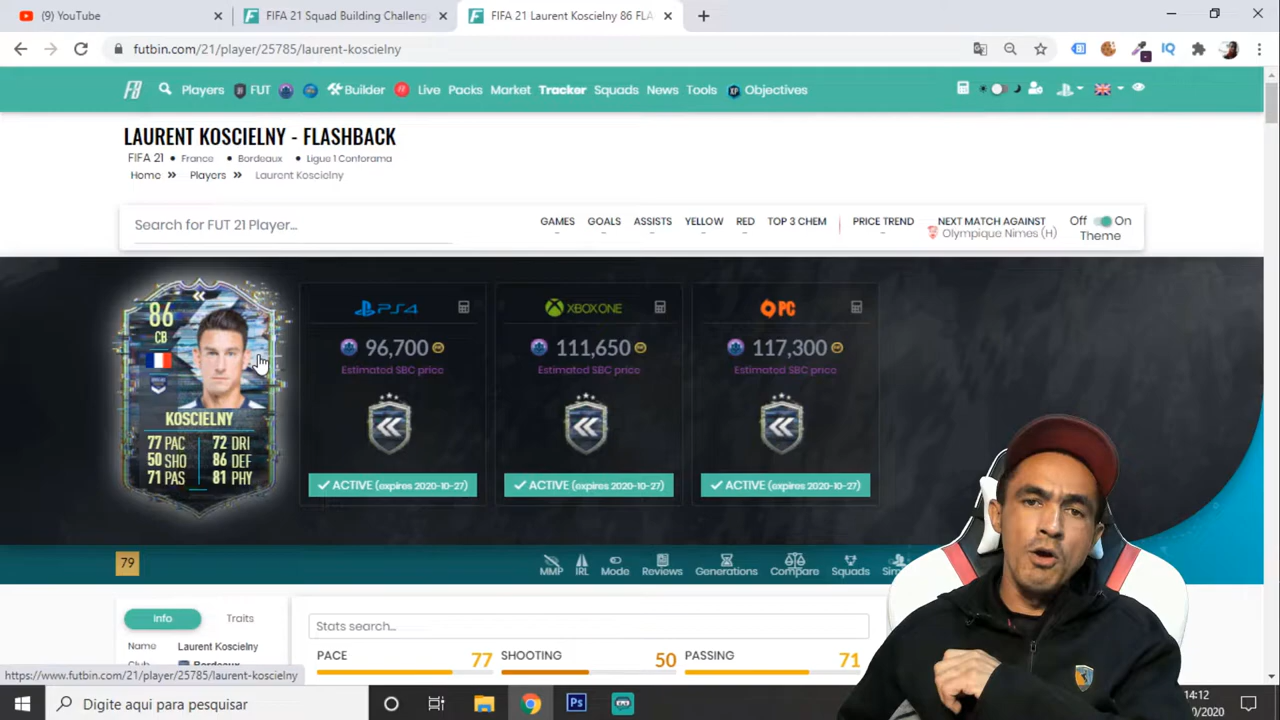 (9) YouTube
FIFA 21 Squad Building Challenge
FIFA 21 Laurent Koscielny 86 FLA
futbin.com/21/player/25785/laurent-koscielny
Players FUT Builder Live Packs Market Tracker Squads News Tools Objectives
LAURENT KOSCIELNY - FLASHBACK
FIFA 21 • France • Bordeaux • Ligue 1 Conforama
Home » Players » Laurent Koscielny
Search for FUT 21 Player...
GAMES GOALS ASSISTS YELLOW RED TOP 3 CHEM PRICE TREND NEXT MATCH AGAINST Off On
- - - - - - - Olympique Nimes (H) Theme
86
CB
KOSCIELNY
77 PAC 72 DRI
50 SHO 86 DEF
71 PAS 81 PHY
PS4
96,700
Estimated SBC price
ACTIVE (expires 2020-10-27)
XBOX ONE
111,650
Estimated SBC price
ACTIVE (expires 2020-10-27)
PC
117,300
Estimated SBC price
ACTIVE (expires 2020-10-27)
79
MMP IRL Mode Reviews Generations Compare Squads
Info Traits
Name Laurent Koscielny
Club Bordeaux
Stats search...
PACE 77 SHOOTING 50 PASSING 71
https://www.futbin.com/21/player/25785/laurent-koscielny
Digite aqui para pesquisar
14:12